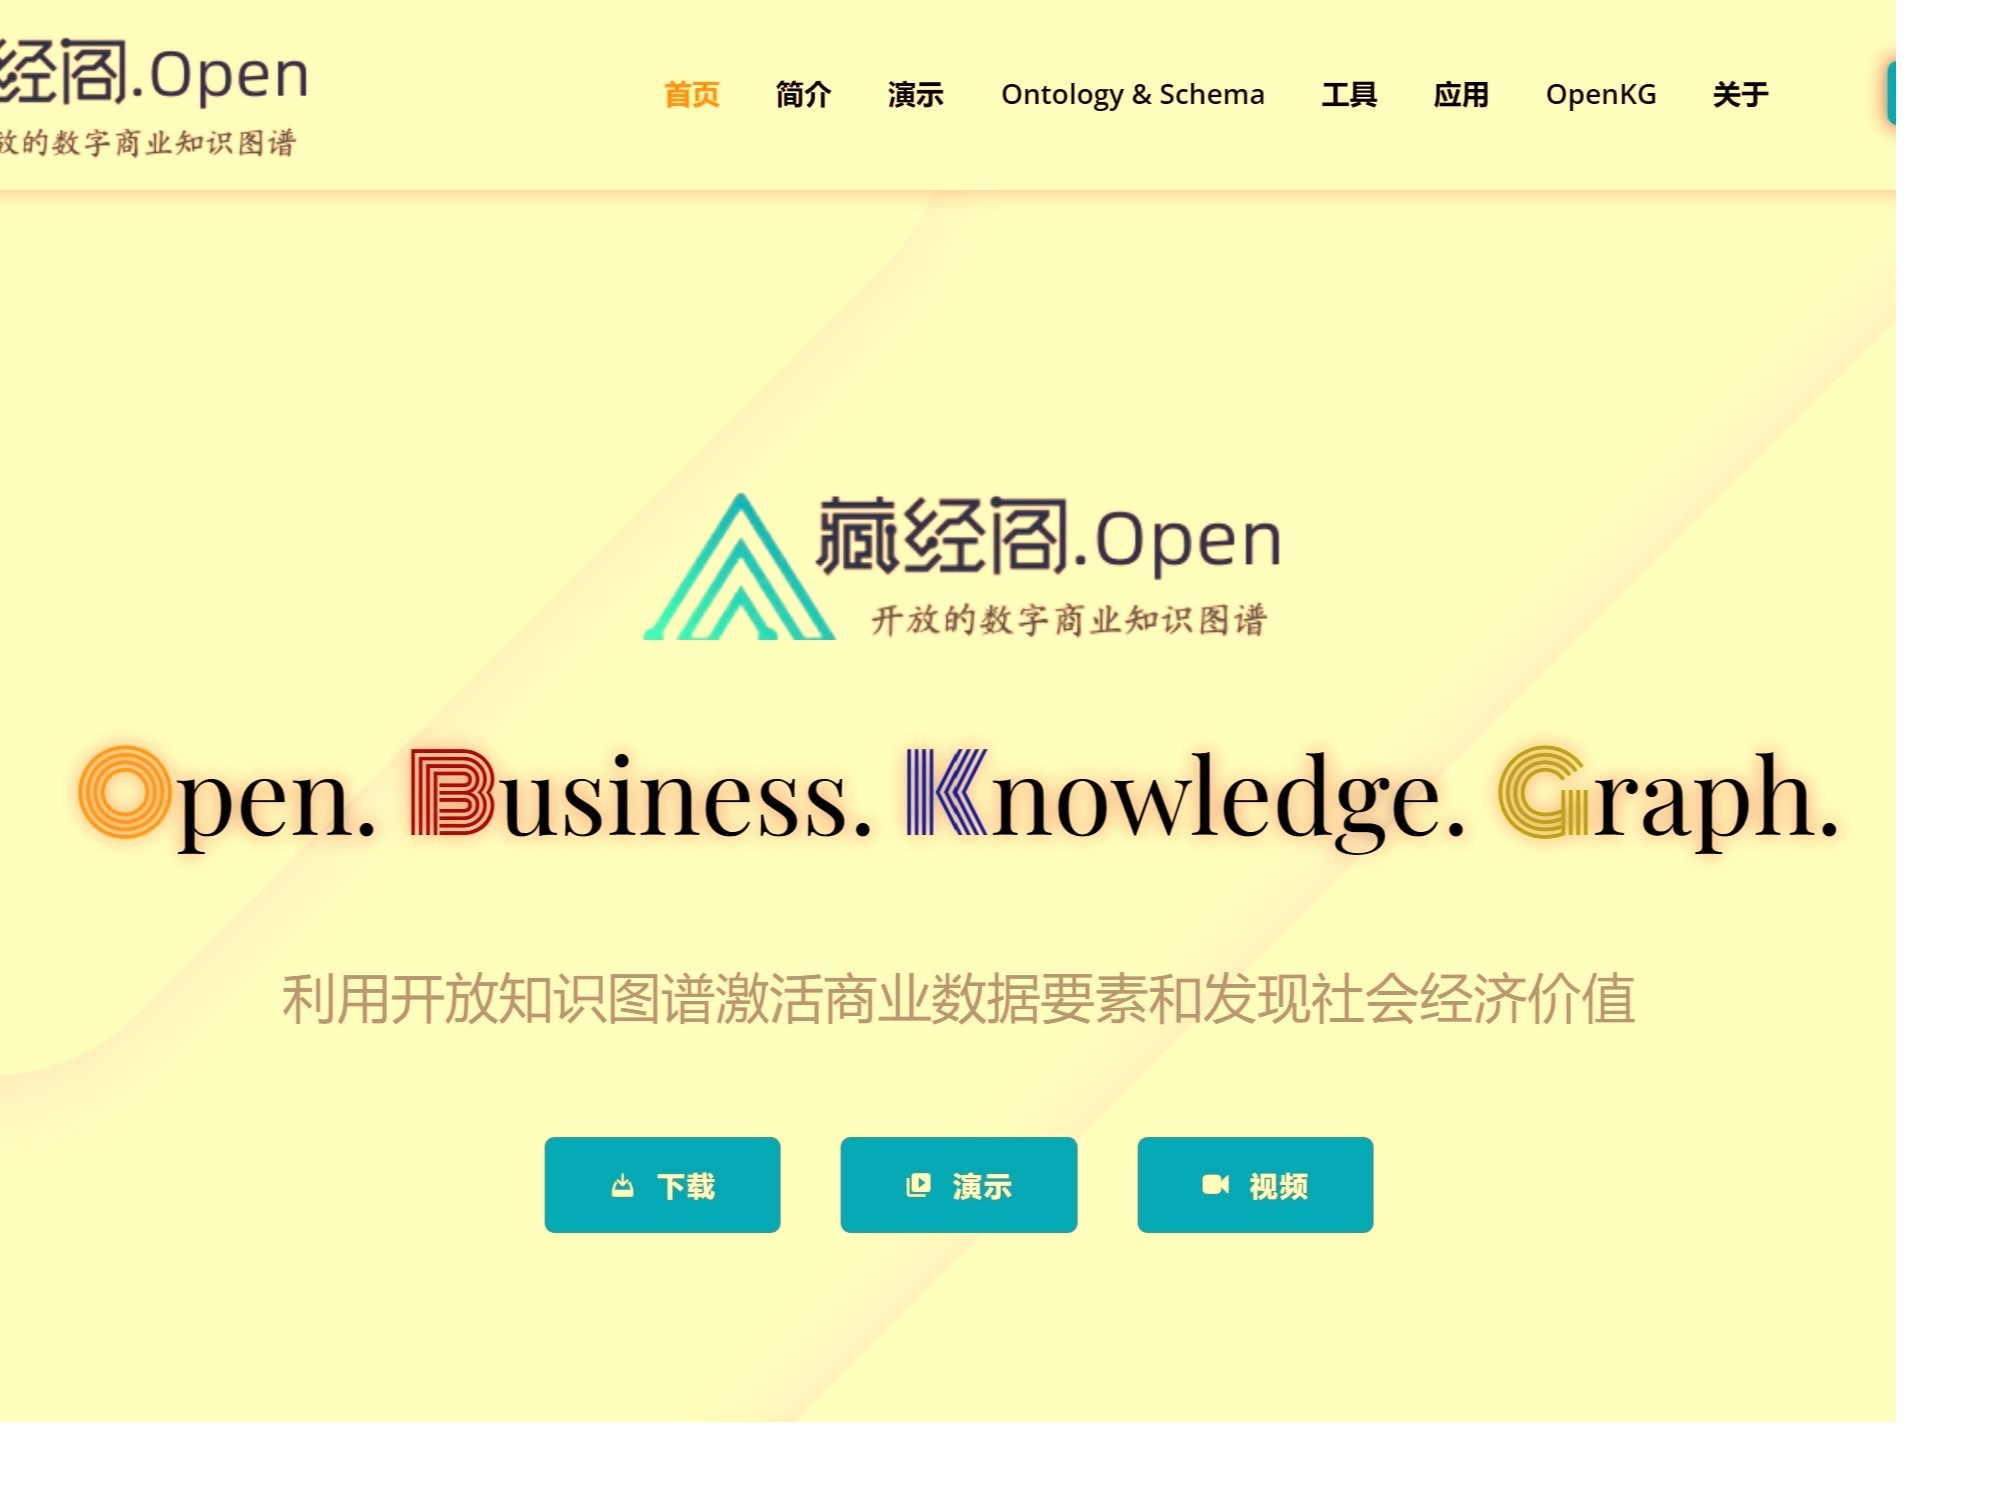 经阁.Open
放的数字商业知识图谱
首页 简介 演示 Ontology & Schema 工具 应用 OpenKG 关于
藏经阁.Open
开放的数字商业知识图谱
Open. Business. Knowledge. Graph.
利用开放知识图谱激活商业数据要素和发现社会经济价值
下载 演示 视频